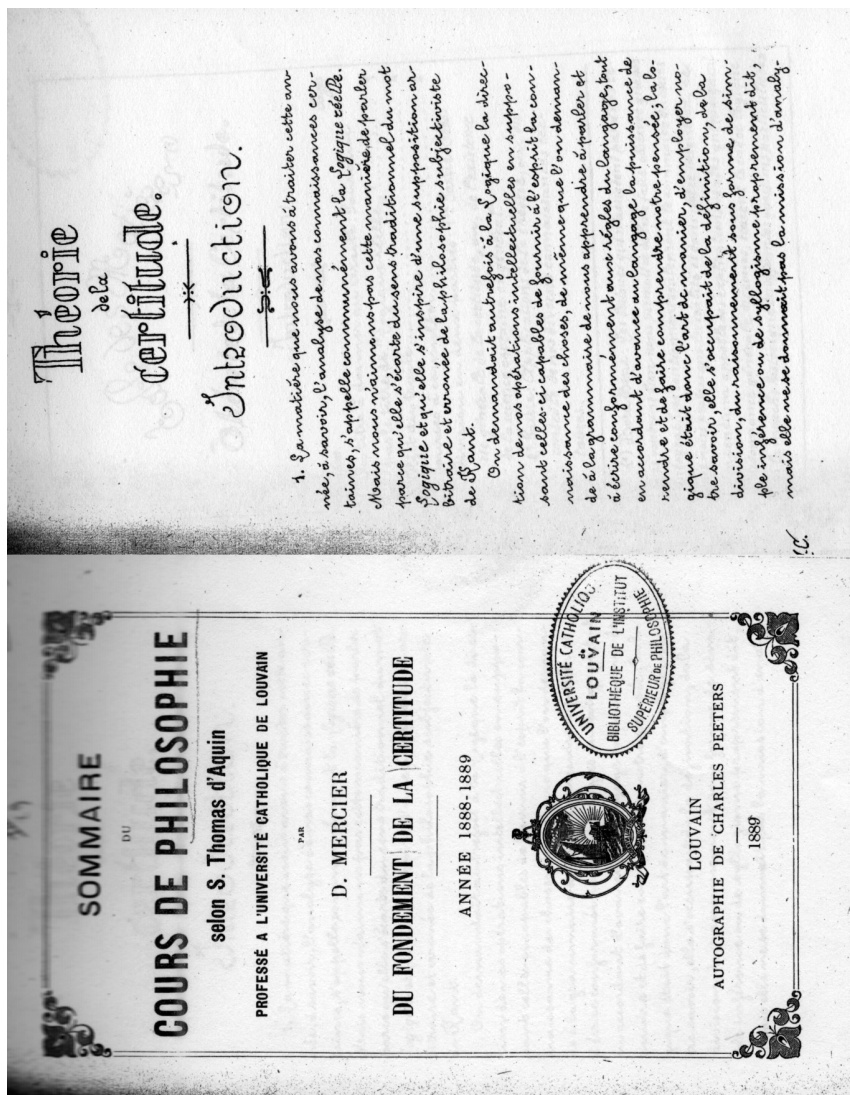 SOMMAIRE
DU
COURS DE PHILOSOPHIE
selon S. Thomas d'Aquin
PROFESSÉ A L'UNIVERSITÉ CATHOLIQUE DE LOUVAIN
PAR
D. MERCIER
DU FONDEMENT DE LA CERTITUDE
ANNÉE 1888-1889
LOUVAIN
AUTOGRAPHIE DE CHARLES PEETERS
1889
UNIVERSITÉ CATHOLIQUE
de
LOUVAIN
BIBLIOTHÈQUE DE L'INSTITUT
SUPÉRIEUR DE PHILOSOPHIE
Théorie
de la
certitude.
Introduction.
1. La matière que nous avons à traiter cette an-
née, à savoir, l'analyse de nos connaissances cer-
taines, s'appelle communément la Logique réelle.
Mais nous n'aimons pas cette manière de parler
parce qu'elle s'écarte du sens traditionnel du mot
Logique et qu'elle s'inspire d'une supposition ar-
bitraire et erronée de la philosophie subjectiviste
de Kant.
On demandait autrefois à la Logique la direc-
tion de nos opérations intellectuelles en suppo-
sant celles-ci capables de fournir à l'esprit la con-
naissance des choses, de même que l'on deman-
de à la grammaire de nous apprendre à parler et
à écrire conformément aux règles du langage, tout
en accordant d'avance au langage la puissance de
rendre et de faire comprendre notre pensée; la lo-
gique était donc l'art de manier, d'employer no-
tre savoir, elle s'occupait de la définition, de la
division, du raisonnement sous forme de sim-
ple inférence ou de syllogisme proprement dit,
mais elle ne se donnait pas la mission d'analy-